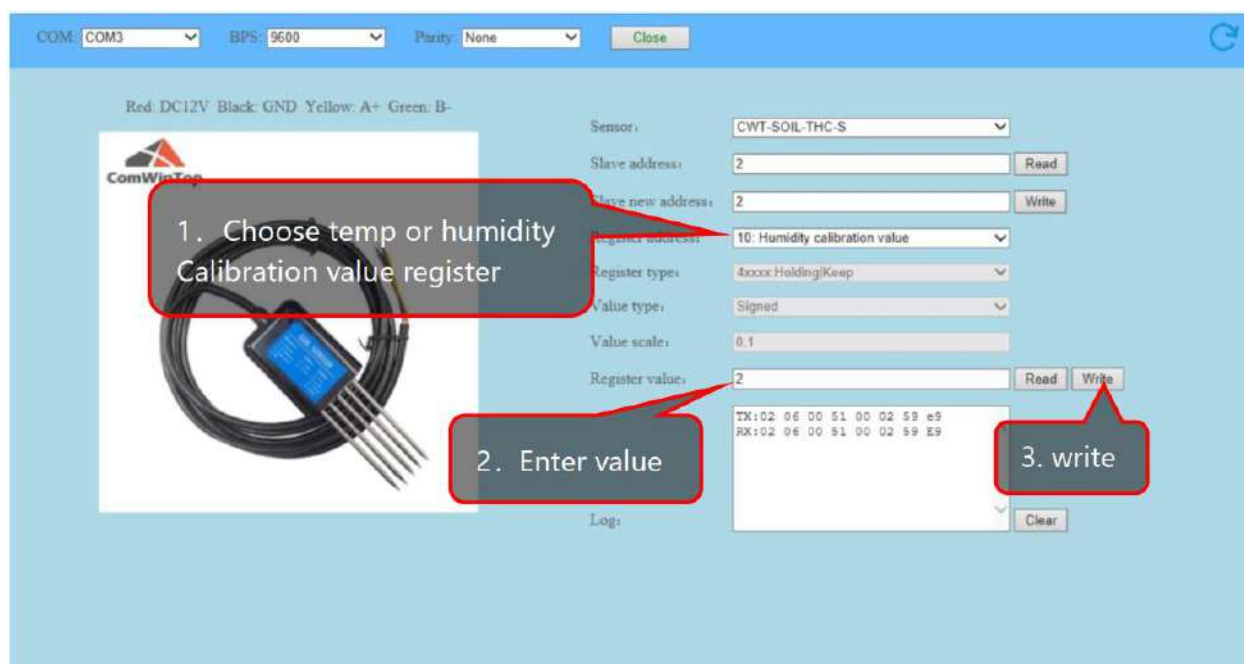 COM: COM3 BPS: 9600 Parity: None Close
Red: DC12V Black: GND Yellow: A+ Green: B-
ComWinTop
Sensor: CWT-SOIL-THC-S
Slave address: 2 Read
Slave new address: 2 Write
1. Choose temp or humidity
Calibration value register
Register address: 10: Humidity calibration value
Register type: 4xxxx:Holding|Keep
Value type: Signed
Value scale: 0.1
Register value: 2 Read Write
2. Enter value
TX:02 06 00 51 00 02 59 e9
RX:02 06 00 51 00 02 59 E9
3. write
Log: Clear